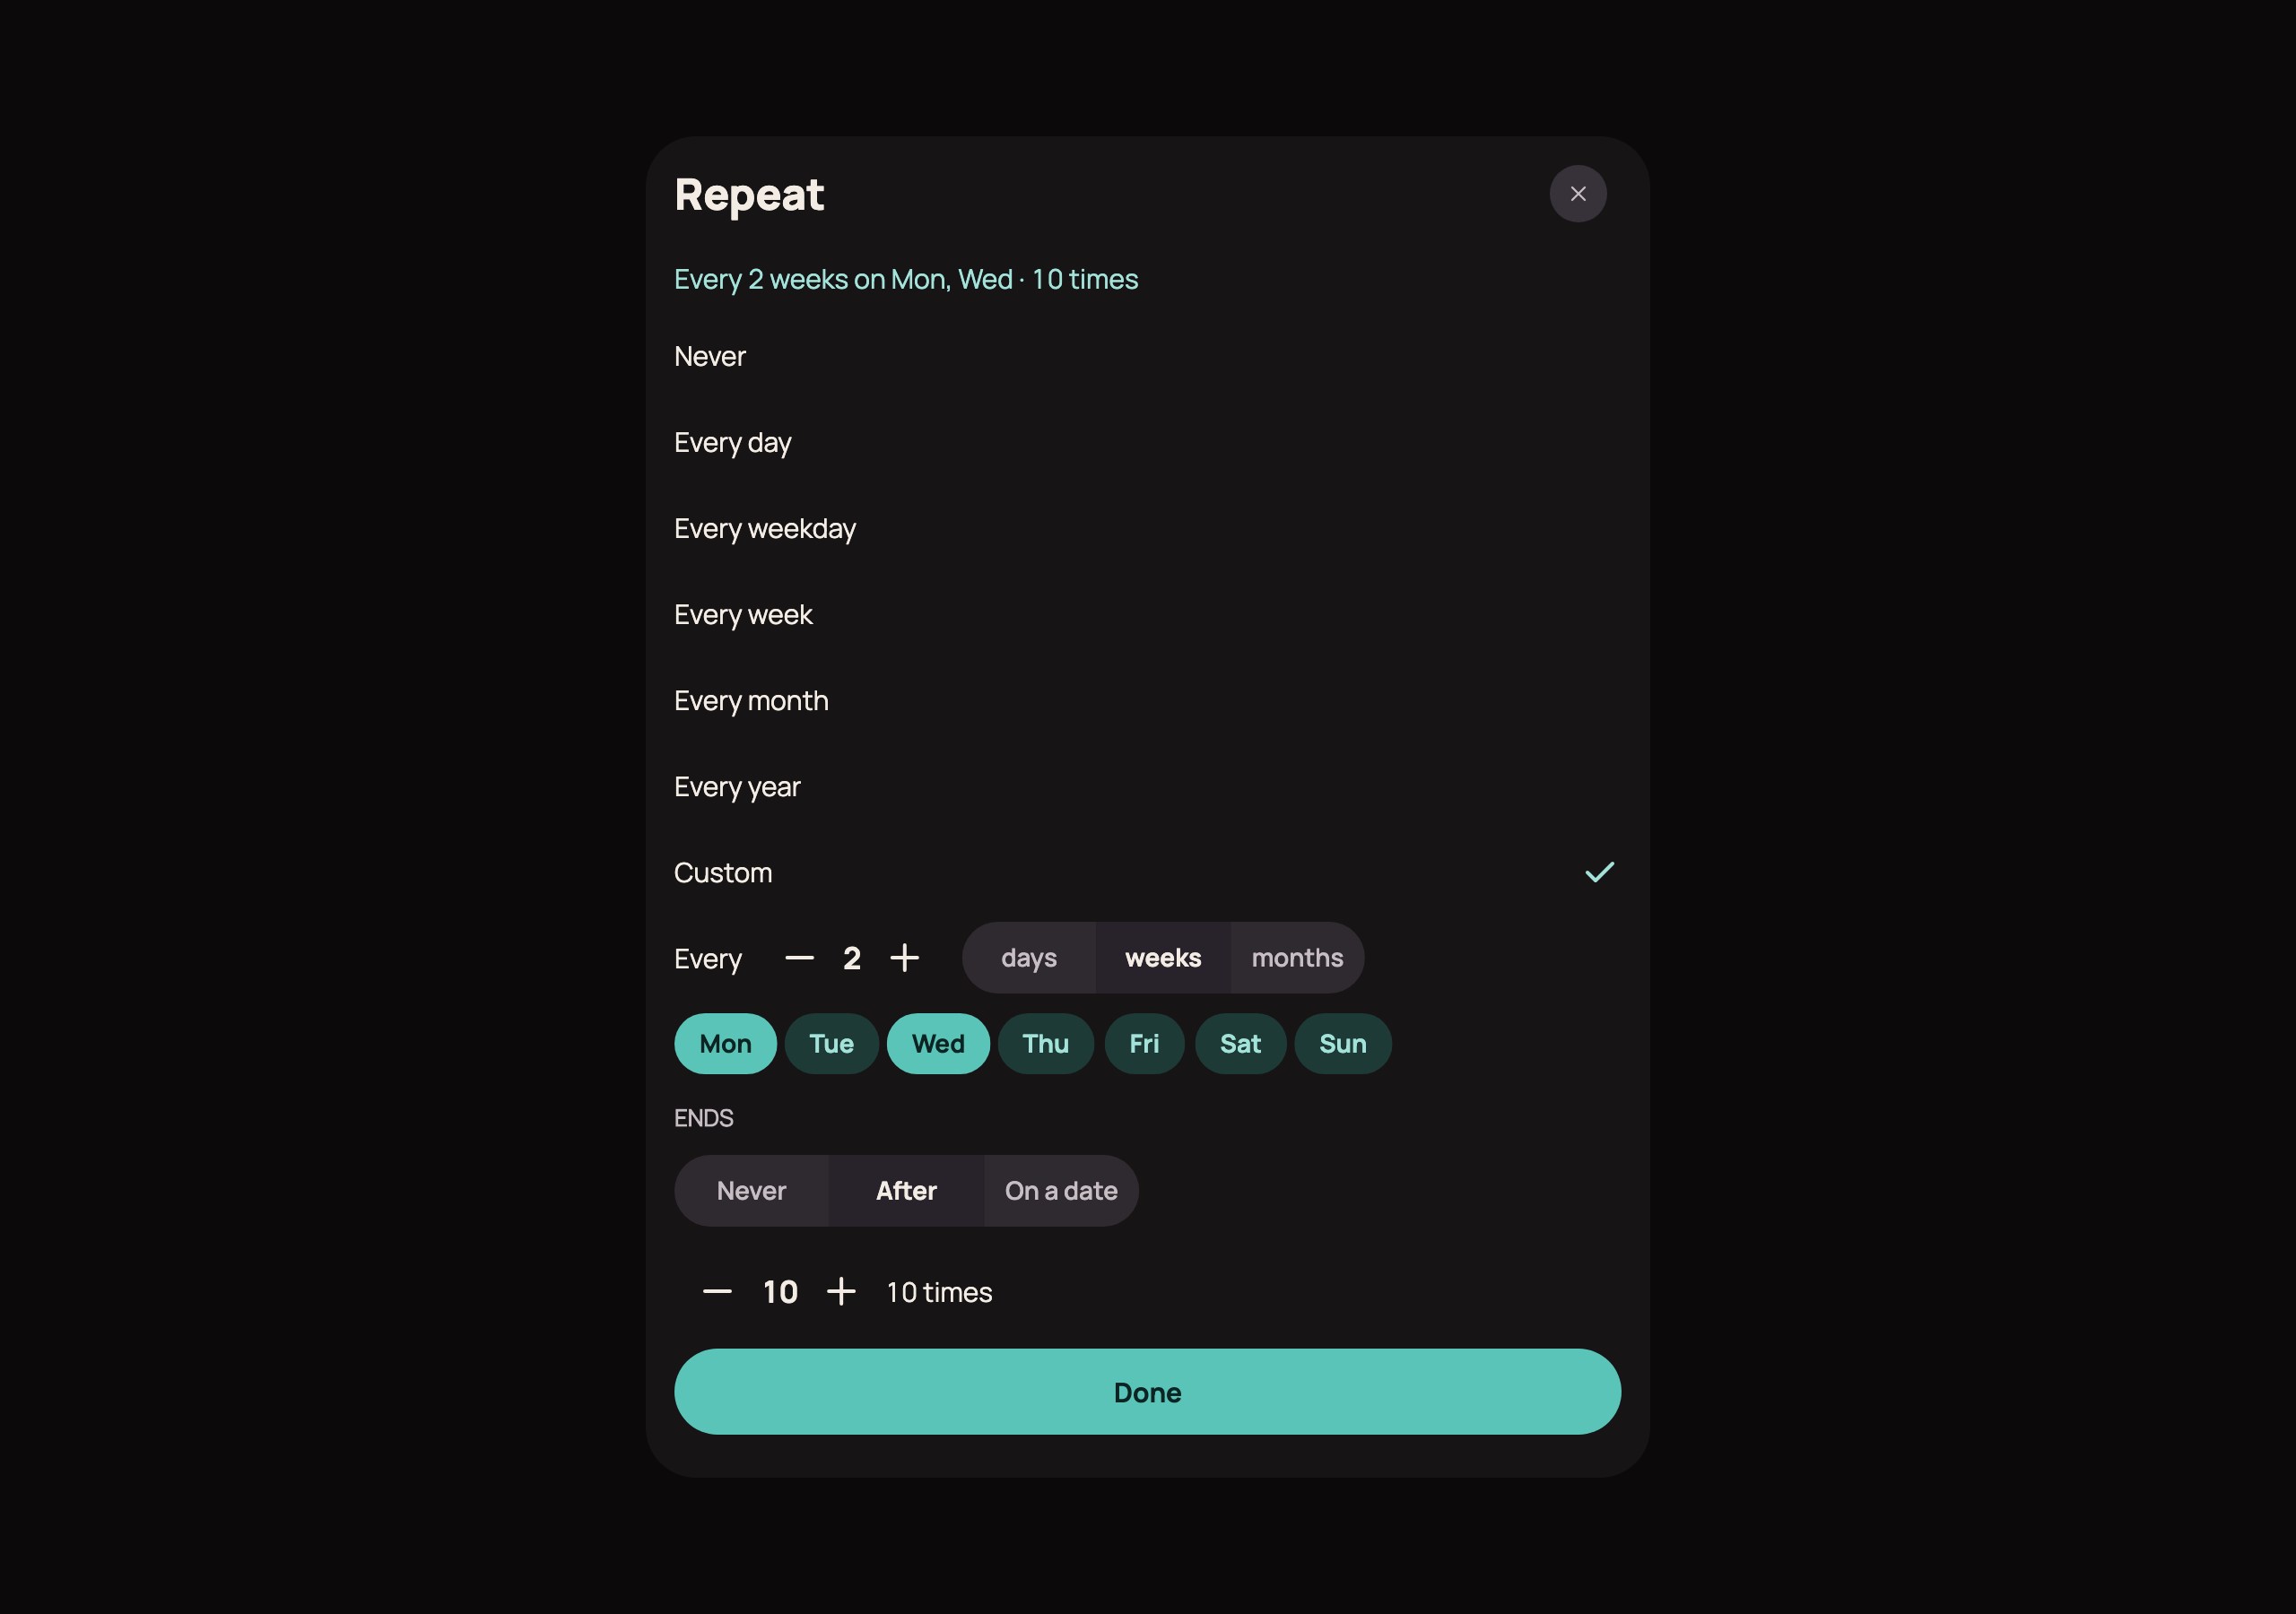 Repeat
Every 2 weeks on Mon, Wed · 10 times
Never
Every day
Every weekday
Every week
Every month
Every year
Custom
Every 2 days weeks months
Mon Tue Wed Thu Fri Sat Sun
ENDS
Never After On a date
10 10 times
Done